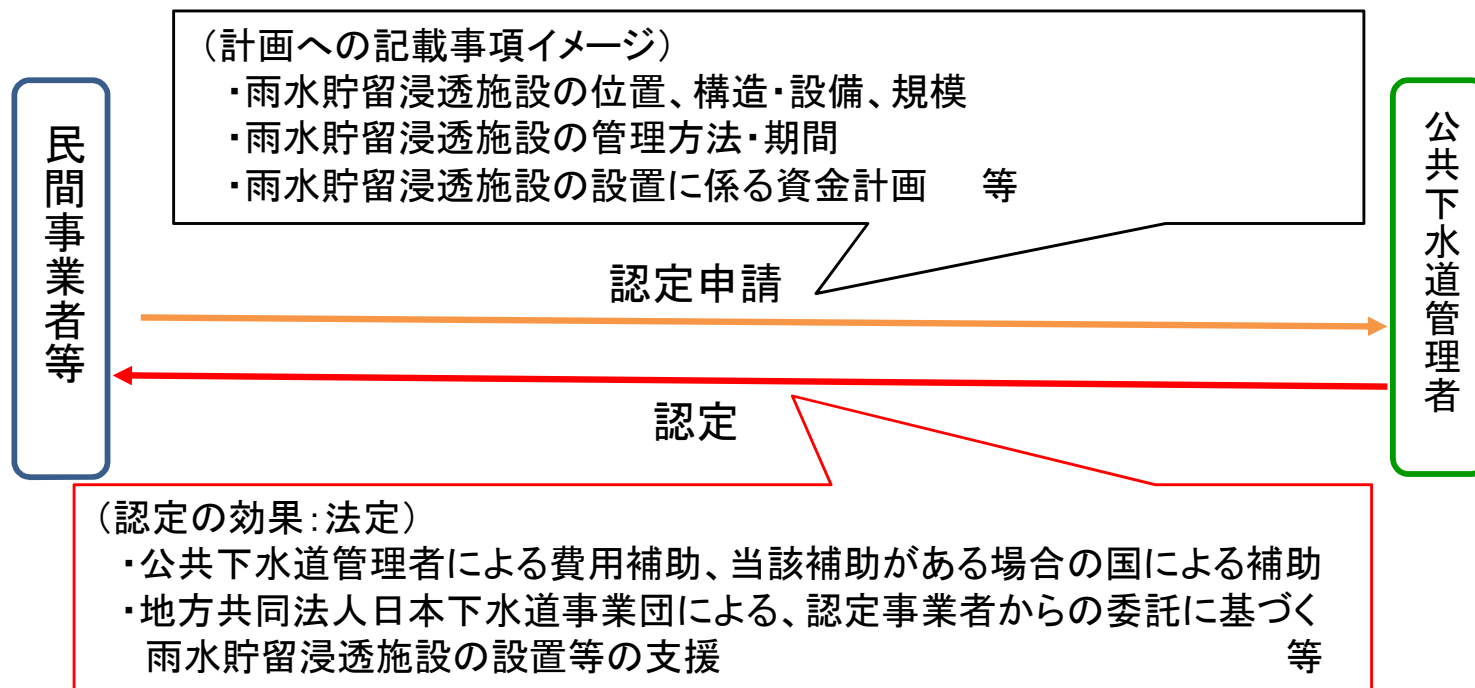 (計画への記載事項イメージ)
・雨水貯留浸透施設の位置、構造・設備、規模
・雨水貯留浸透施設の管理方法・期間
・雨水貯留浸透施設の設置に係る資金計画　等
民間事業者等
公共下水道管理者
認定申請
認定
(認定の効果:法定)
・公共下水道管理者による費用補助、当該補助がある場合の国による補助
・地方共同法人日本下水道事業団による、認定事業者からの委託に基づく
雨水貯留浸透施設の設置等の支援　等